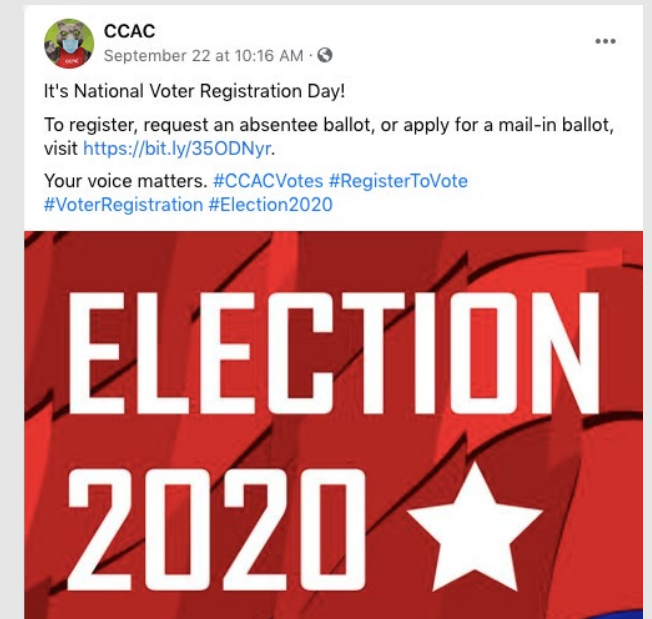 CCAC
September 22 at 10:16 AM ·
It's National Voter Registration Day!
To register, request an absentee ballot, or apply for a mail-in ballot,
visit https://bit.ly/35ODNyr.
Your voice matters. #CCACVotes #RegisterToVote
#VoterRegistration #Election2020
ELECTION
2020